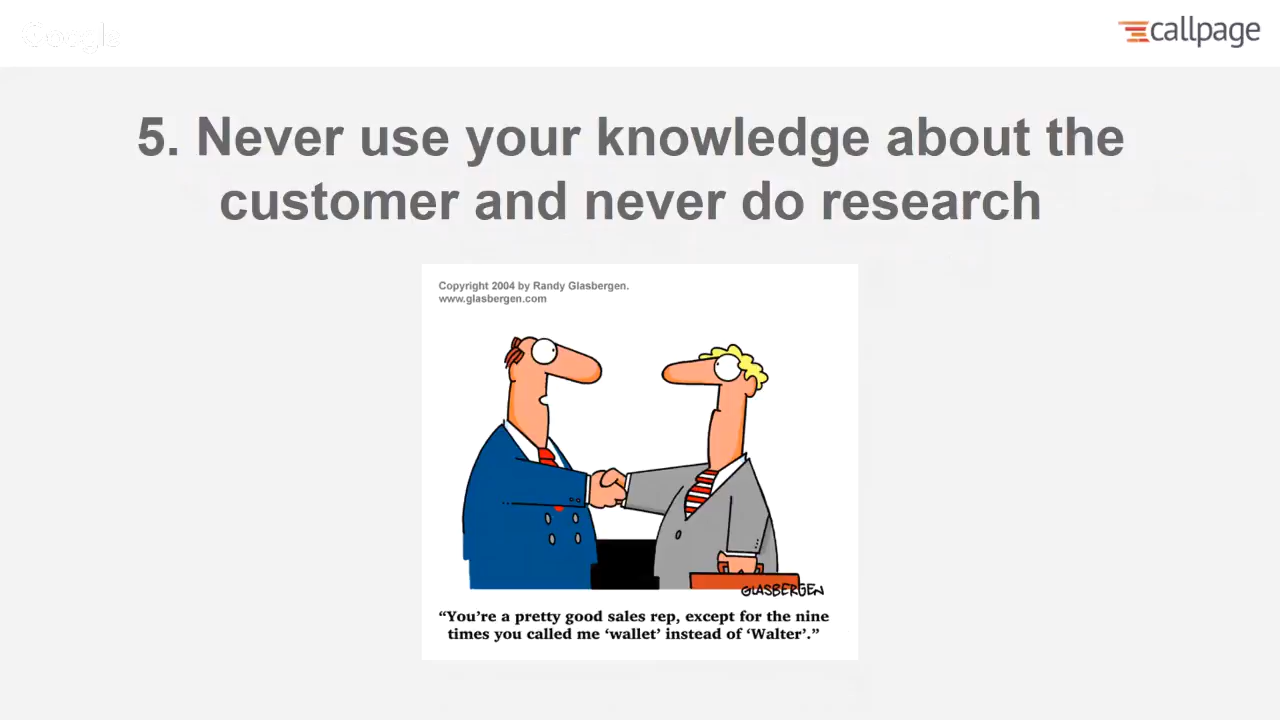 Google
callpage
5. Never use your knowledge about the
customer and never do research
Copyright 2004 by Randy Glasbergen.
www.glasbergen.com
GLASBERGEN
“You’re a pretty good sales rep, except for the nine
times you called me ‘wallet’ instead of ‘Walter’.”